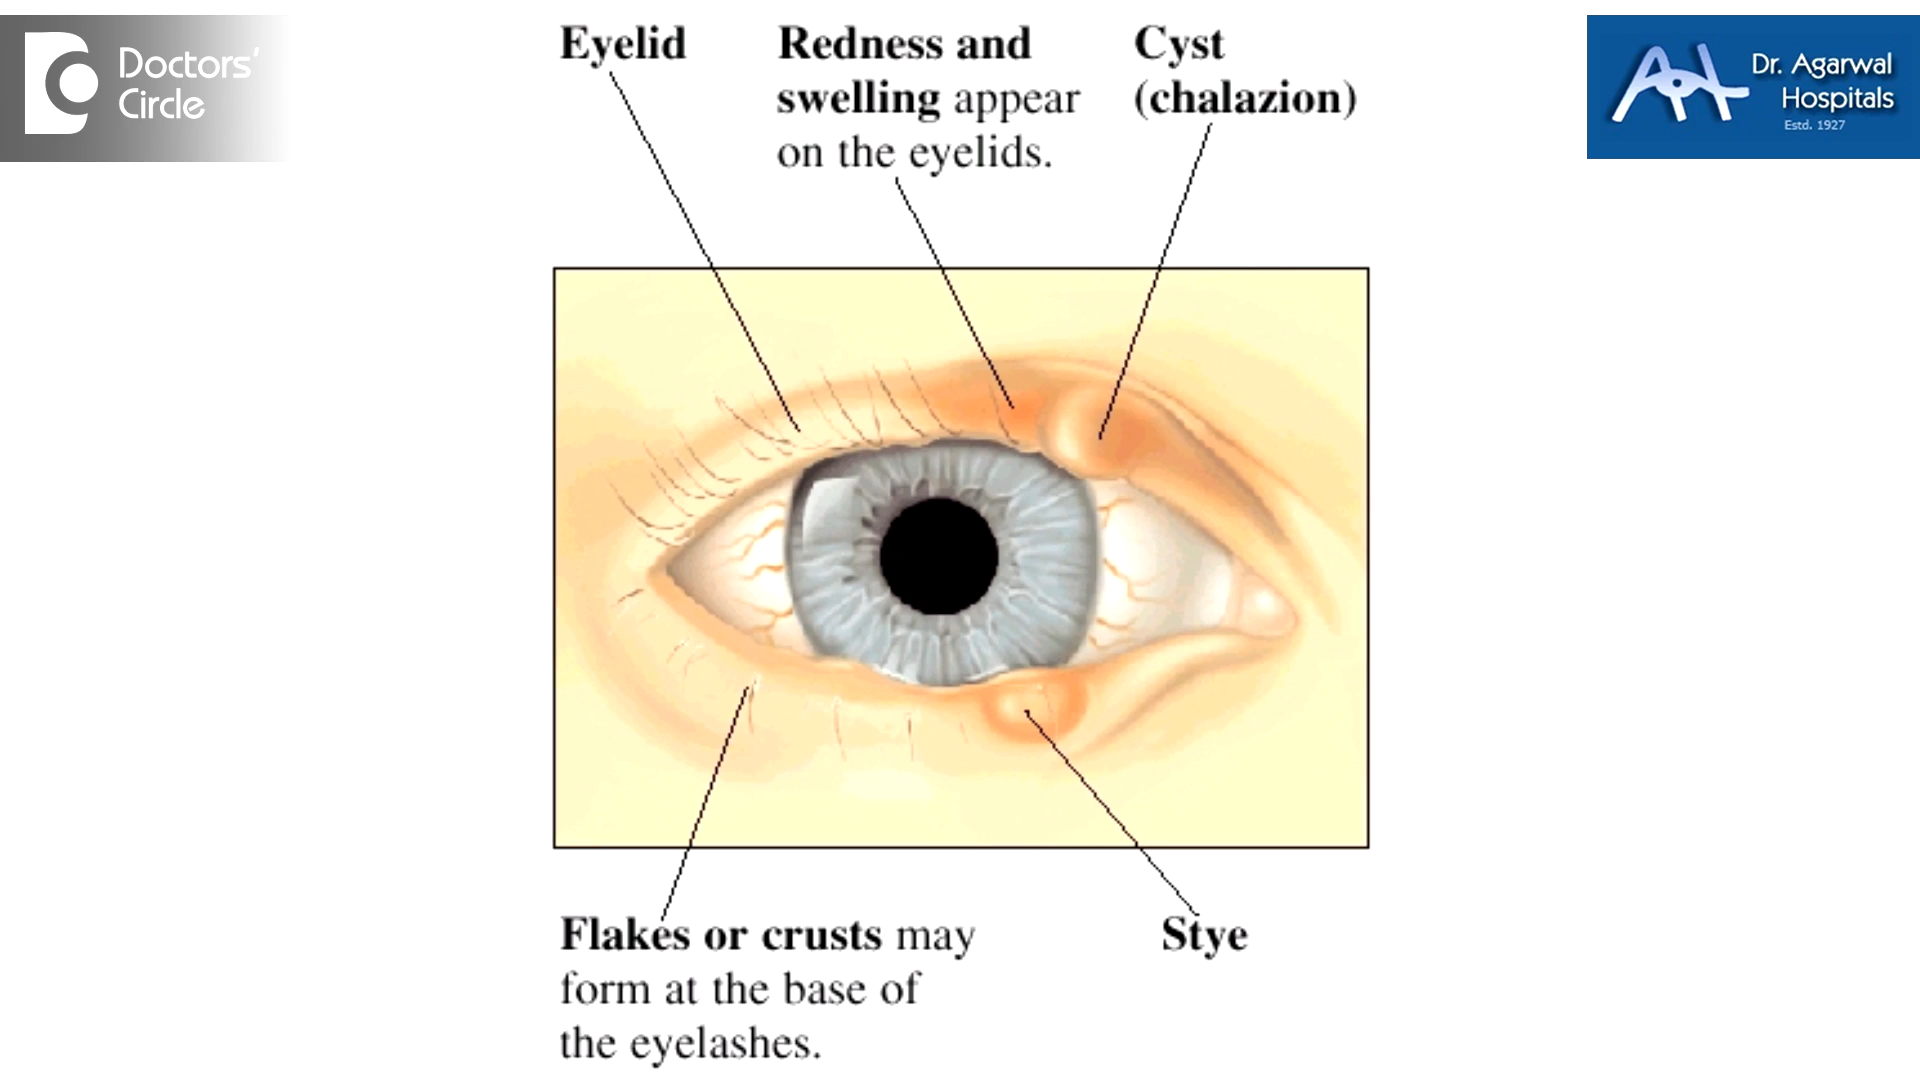 Doctors'
Circle
Eyelid
Redness and
swelling appear
on the eyelids.
Cyst
(chalazion)
Dr. Agarwal
Hospitals
Estd. 1927
Flakes or crusts may
form at the base of
the eyelashes.
Stye